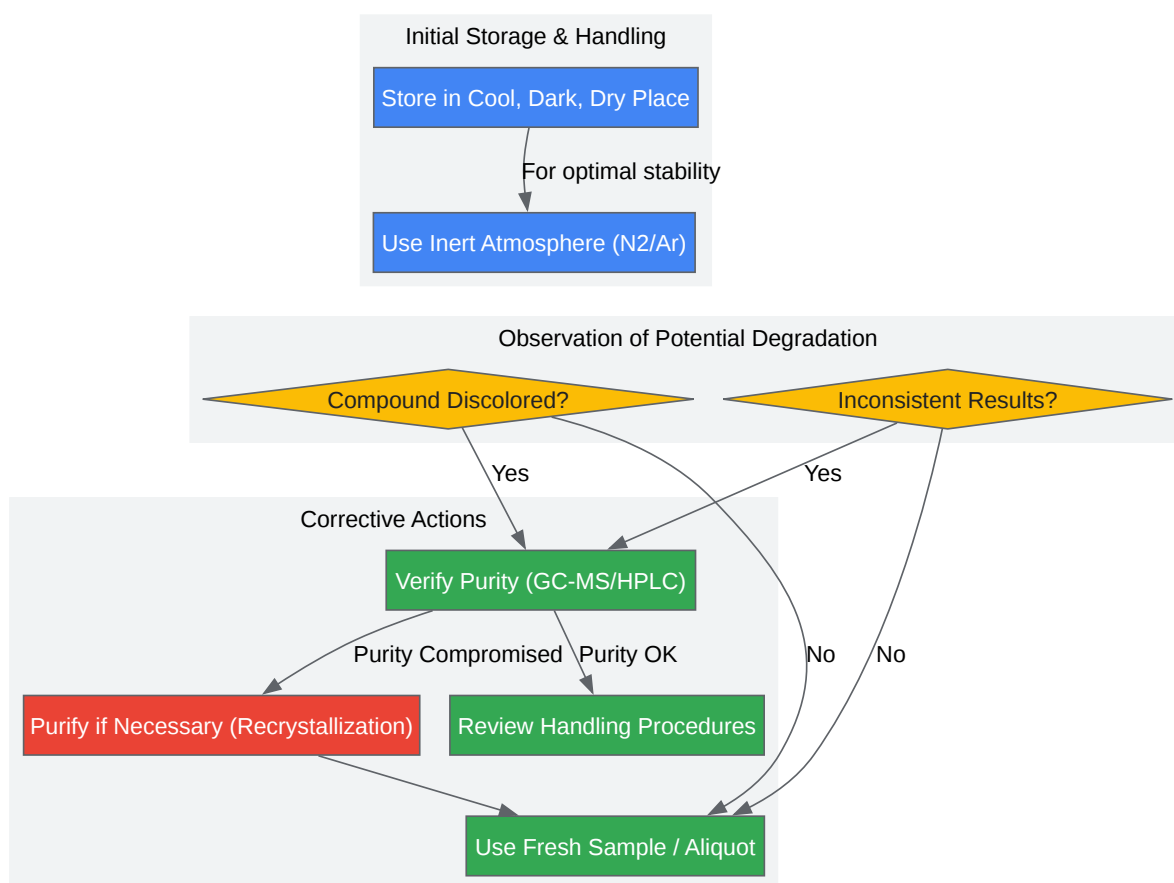 Initial Storage & Handling
Store in Cool, Dark, Dry Place
For optimal stability
Use Inert Atmosphere (N2/Ar)
Observation of Potential Degradation
Compound Discolored?
Inconsistent Results?
Yes
Yes
Corrective Actions
Verify Purity (GC-MS/HPLC)
Purity Compromised
Purity OK
No
No
Purify if Necessary (Recrystallization)
Review Handling Procedures
Use Fresh Sample / Aliquot